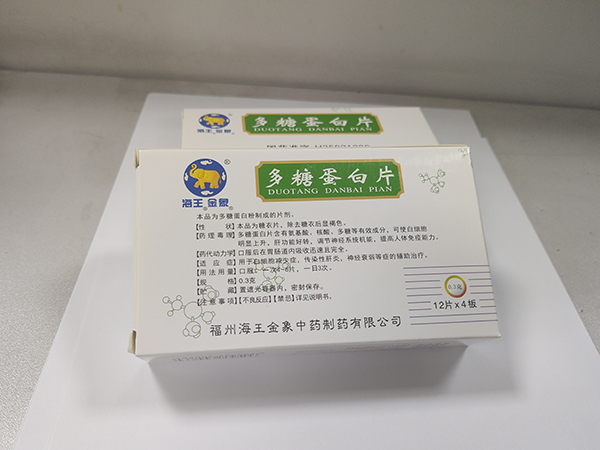 海王金象®
多糖蛋白片
DUOTANG DANBAI PIAN
海王金象®
多糖蛋白片
DUOTANG DANBAI PIAN
本品为多糖蛋白粉制成的片剂。
【性 状】本品为糖衣片，除去糖衣后显褐色。
【药理毒理】多糖蛋白片含有氨基酸、核酸、多糖等有效成分，可使白细胞
明显上升，肝功能好转，调节神经系统机能，提高人体免疫能力。
【药代动力学】口服后在胃肠道内吸收迅速且完全。
【适 应 症】用于白细胞减少症，传染性肝炎，神经衰弱等症的辅助治疗。
【用法用量】口服，一次 片，一日3次。
【规 格】0.3克
【贮 藏】置遮光容器内，密封保存。
【注意事项】【不良反应】【禁忌】详见说明书。
0.3克
12片×4板
福州海王金象中药制药有限公司